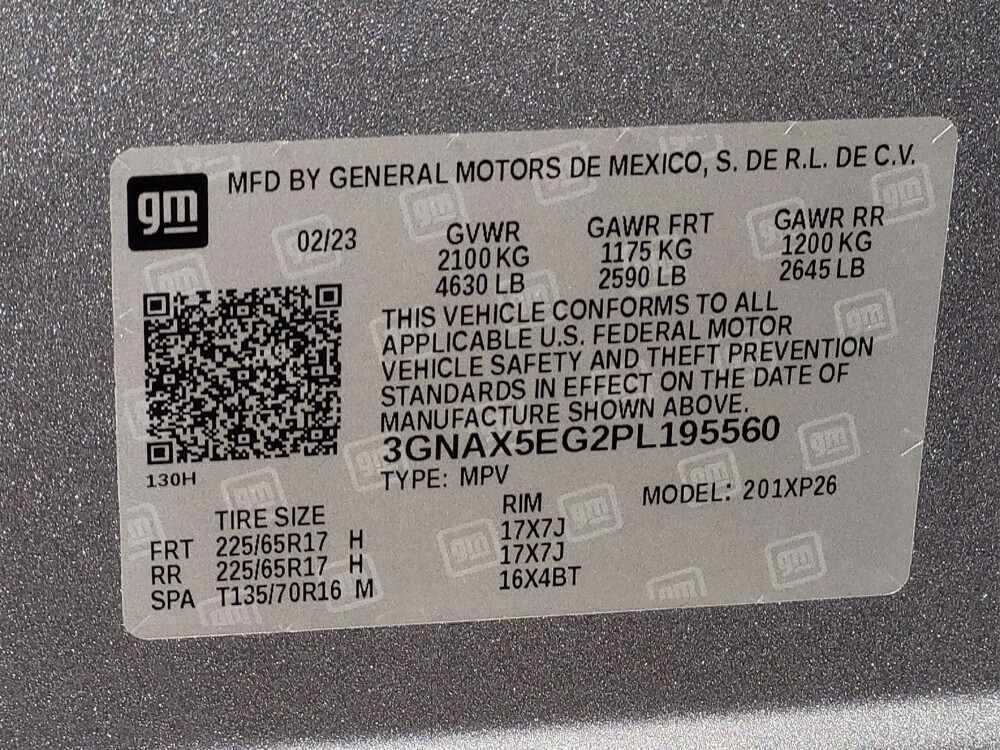 gm
MFD BY GENERAL MOTORS DE MEXICO, S. DE R.L. DE C.V.
02/23
GVWR GAWR FRT GAWR RR
2100 KG 1175 KG 1200 KG
4630 LB 2590 LB 2645 LB
THIS VEHICLE CONFORMS TO ALL
APPLICABLE U.S. FEDERAL MOTOR
VEHICLE SAFETY AND THEFT PREVENTION
STANDARDS IN EFFECT ON THE DATE OF
MANUFACTURE SHOWN ABOVE.
3GNAX5EG2PL195560
130H
TYPE: MPV MODEL: 201XP26
TIRE SIZE RIM
FRT 225/65R17 H 17X7J
RR 225/65R17 H 17X7J
SPA T135/70R16 M 16X4BT